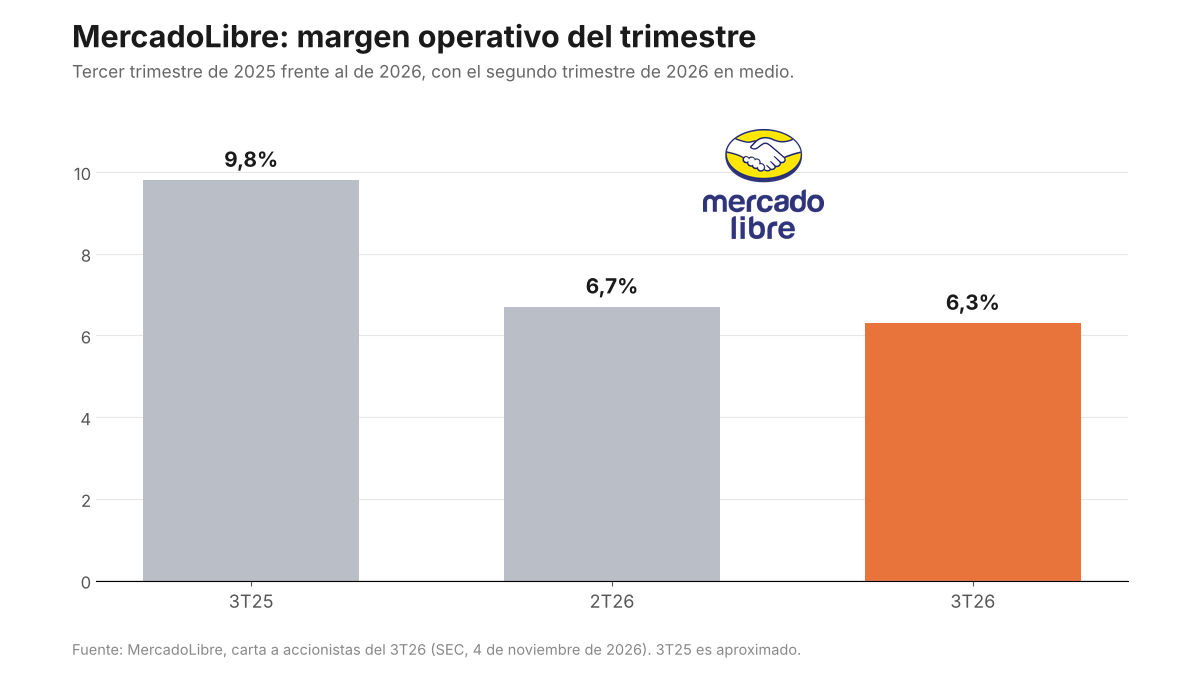 MercadoLibre: margen operativo del trimestre
Tercer trimestre de 2025 frente al de 2026, con el segundo trimestre de 2026 en medio.
mercado
libre
9,8%
6,7%
6,3%
10
8
6
4
2
0
3T25
2T26
3T26
Fuente: MercadoLibre, carta a accionistas del 3T26 (SEC, 4 de noviembre de 2026). 3T25 es aproximado.